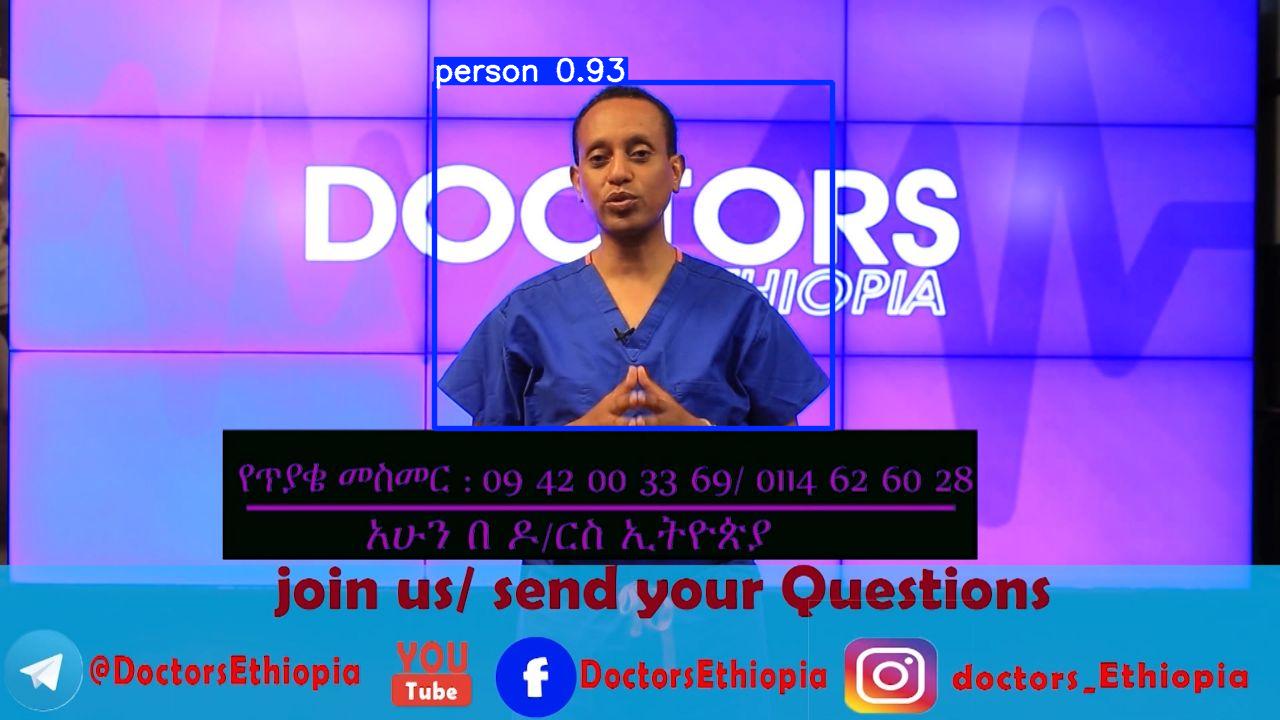 person 0.93
DOCTORS
ETHIOPIA
የጥያቄ መስመር : 09 42 00 33 69/ 0114 62 60 28
አሁን በ ዶ/ርስ ኢትዮጵያ
join us/ send your Questions
@DoctorsEthiopia
YOU
Tube
DoctorsEthiopia
doctors_Ethiopia